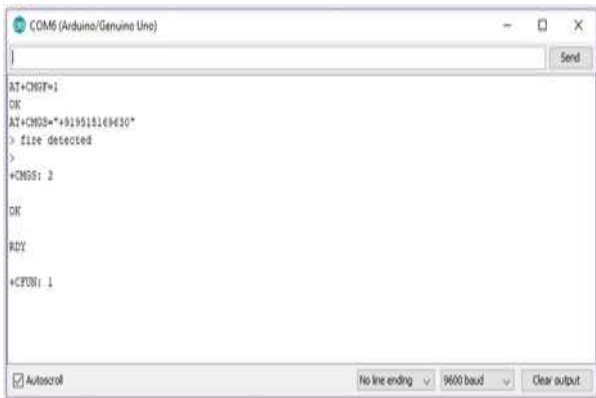 COM6 (Arduino/Genuino Uno)
Send
AT+CMGF=1
OK
AT+CMGS="+919515169630"
> fire detected
>
+CMGS: 2
OK
RDY
+CFUN: 1
Autoscroll
No line ending
9600 baud
Clear output